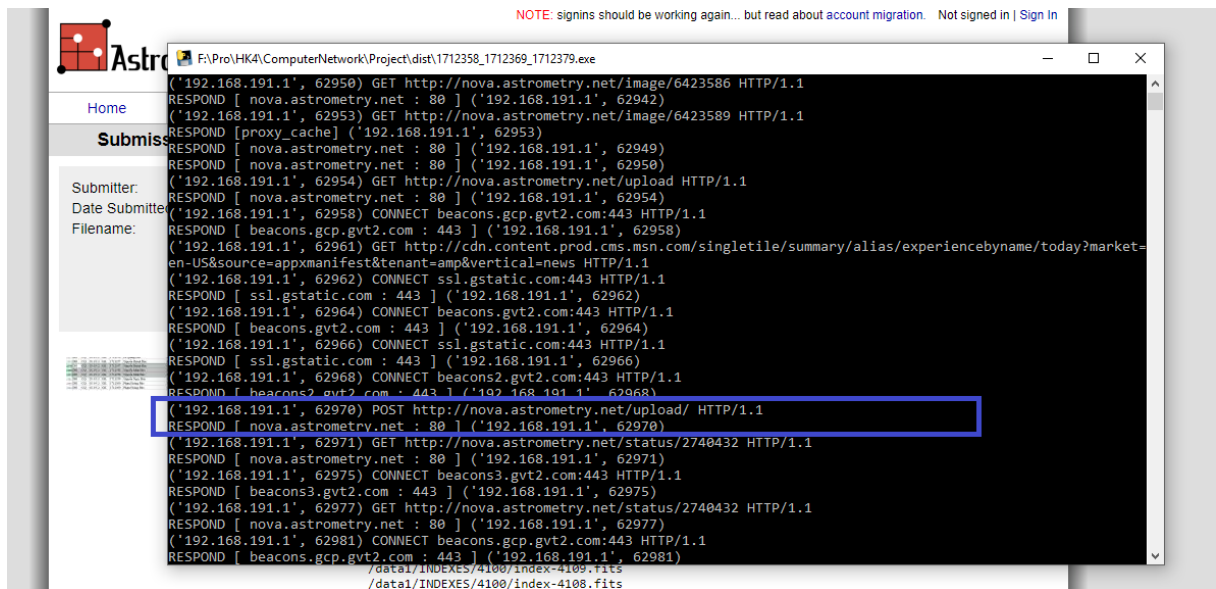 NOTE: signins should be working again... but read about account migration. Not signed in | Sign In
Astro
F:\Pro\HK4\ComputerNetwork\Project\dist\1712358_1712369_1712379.exe
Home
Submiss
Submitter:
Date Submitted
Filename:
('192.168.191.1', 62950) GET http://nova.astrometry.net/image/6423586 HTTP/1.1
RESPOND [ nova.astrometry.net : 80 ] ('192.168.191.1', 62942)
('192.168.191.1', 62953) GET http://nova.astrometry.net/image/6423589 HTTP/1.1
RESPOND [proxy_cache] ('192.168.191.1', 62953)
RESPOND [ nova.astrometry.net : 80 ] ('192.168.191.1', 62949)
RESPOND [ nova.astrometry.net : 80 ] ('192.168.191.1', 62950)
('192.168.191.1', 62954) GET http://nova.astrometry.net/upload HTTP/1.1
RESPOND [ nova.astrometry.net : 80 ] ('192.168.191.1', 62954)
('192.168.191.1', 62958) CONNECT beacons.gcp.gvt2.com:443 HTTP/1.1
RESPOND [ beacons.gcp.gvt2.com : 443 ] ('192.168.191.1', 62958)
('192.168.191.1', 62961) GET http://cdn.content.prod.cms.msn.com/singletile/summary/alias/experiencebyname/today?market=
en-US&source=appxmanifest&tenant=amp&vertical=news HTTP/1.1
('192.168.191.1', 62962) CONNECT ssl.gstatic.com:443 HTTP/1.1
RESPOND [ ssl.gstatic.com : 443 ] ('192.168.191.1', 62962)
('192.168.191.1', 62964) CONNECT beacons.gvt2.com:443 HTTP/1.1
RESPOND [ beacons.gvt2.com : 443 ] ('192.168.191.1', 62964)
('192.168.191.1', 62966) CONNECT ssl.gstatic.com:443 HTTP/1.1
RESPOND [ ssl.gstatic.com : 443 ] ('192.168.191.1', 62966)
('192.168.191.1', 62968) CONNECT beacons2.gvt2.com:443 HTTP/1.1
RESPOND [ beacons2.gvt2.com : 443 ] ('192.168.191.1', 62968)
('192.168.191.1', 62970) POST http://nova.astrometry.net/upload/ HTTP/1.1
RESPOND [ nova.astrometry.net : 80 ] ('192.168.191.1', 62970)
('192.168.191.1', 62971) GET http://nova.astrometry.net/status/2740432 HTTP/1.1
RESPOND [ nova.astrometry.net : 80 ] ('192.168.191.1', 62971)
('192.168.191.1', 62975) CONNECT beacons3.gvt2.com:443 HTTP/1.1
RESPOND [ beacons3.gvt2.com : 443 ] ('192.168.191.1', 62975)
('192.168.191.1', 62977) GET http://nova.astrometry.net/status/2740432 HTTP/1.1
RESPOND [ nova.astrometry.net : 80 ] ('192.168.191.1', 62977)
('192.168.191.1', 62981) CONNECT beacons.gcp.gvt2.com:443 HTTP/1.1
RESPOND [ beacons.gcp.gvt2.com : 443 ] ('192.168.191.1', 62981)
/data1/INDEXES/4100/index-4109.fits
/data1/INDEXES/4100/index-4108.fits